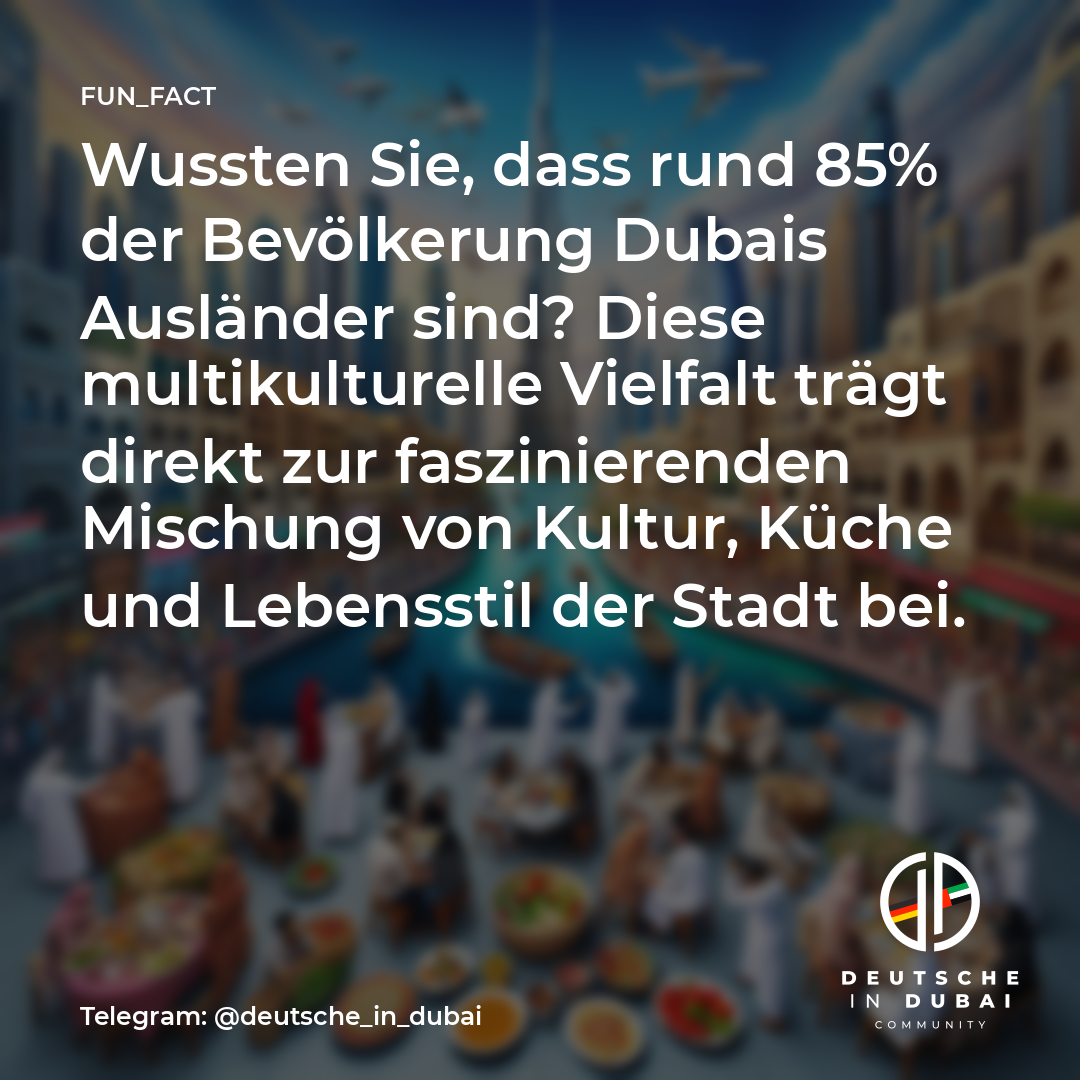 FUN_FACT
Wussten Sie, dass rund 85%
der Bevölkerung Dubais
Ausländer sind? Diese
multikulturelle Vielfalt trägt
direkt zur faszinierenden
Mischung von Kultur, Küche
und Lebensstil der Stadt bei.
DEUTSCHE
IN DUBAI
COMMUNITY
Telegram: @deutsche_in_dubai